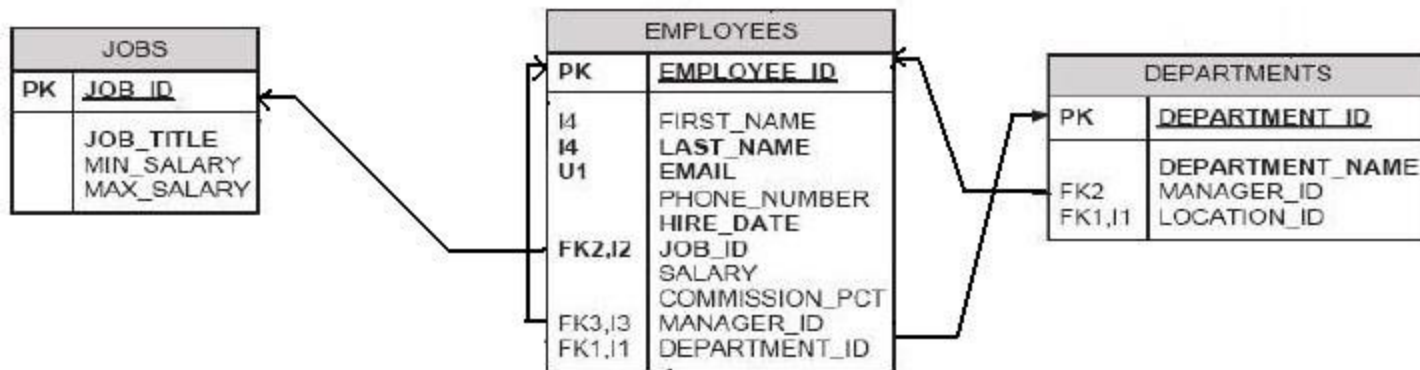 JOBS
PK JOB_ID
JOB_TITLE
MIN_SALARY
MAX_SALARY
EMPLOYEES
PK EMPLOYEE_ID
I4 FIRST_NAME
I4 LAST_NAME
U1 EMAIL
PHONE_NUMBER
HIRE_DATE
FK2,I2 JOB_ID
SALARY
COMMISSION_PCT
FK3,I3 MANAGER_ID
FK1,I1 DEPARTMENT_ID
DEPARTMENTS
PK DEPARTMENT_ID
DEPARTMENT_NAME
FK2 MANAGER_ID
FK1,I1 LOCATION_ID